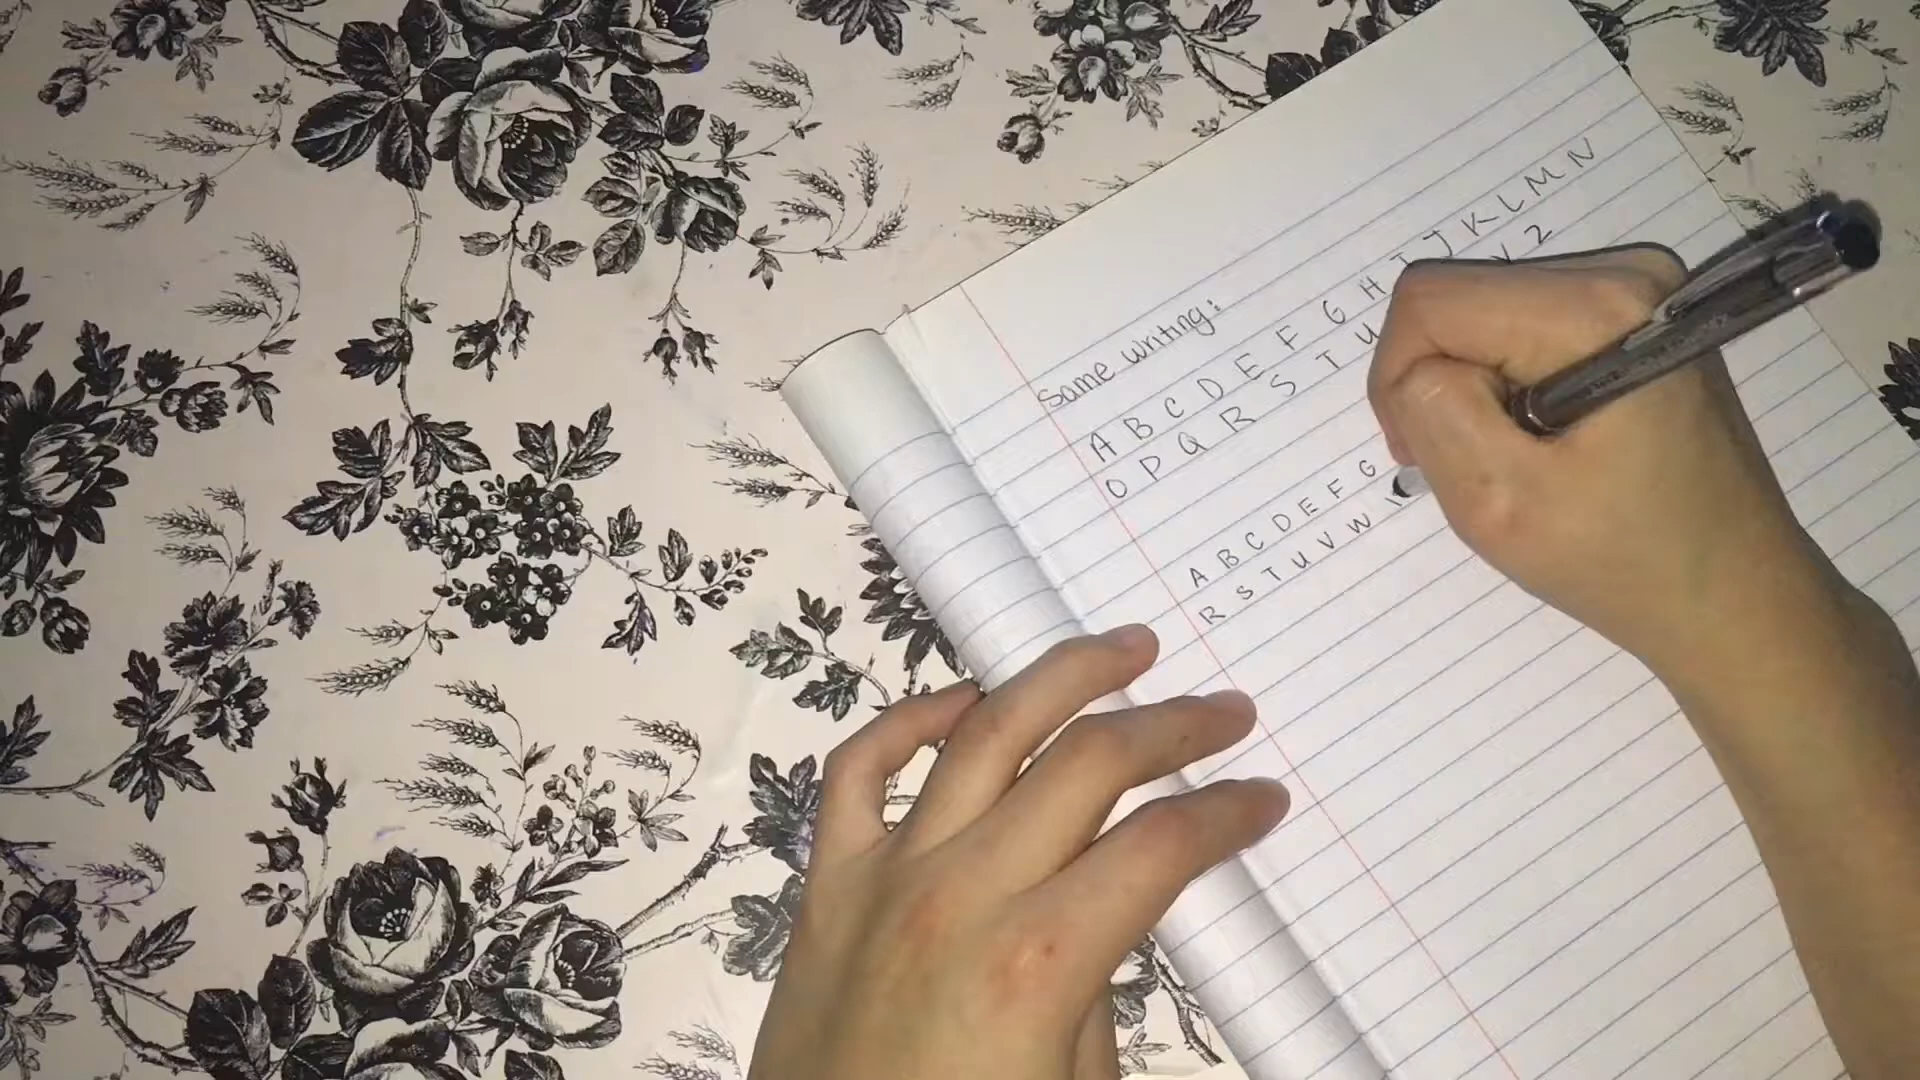 Same writing:
A B C D E F G H I J K L M N
O P Q R S T U Y Z
A B C D E F G
R S T U V W